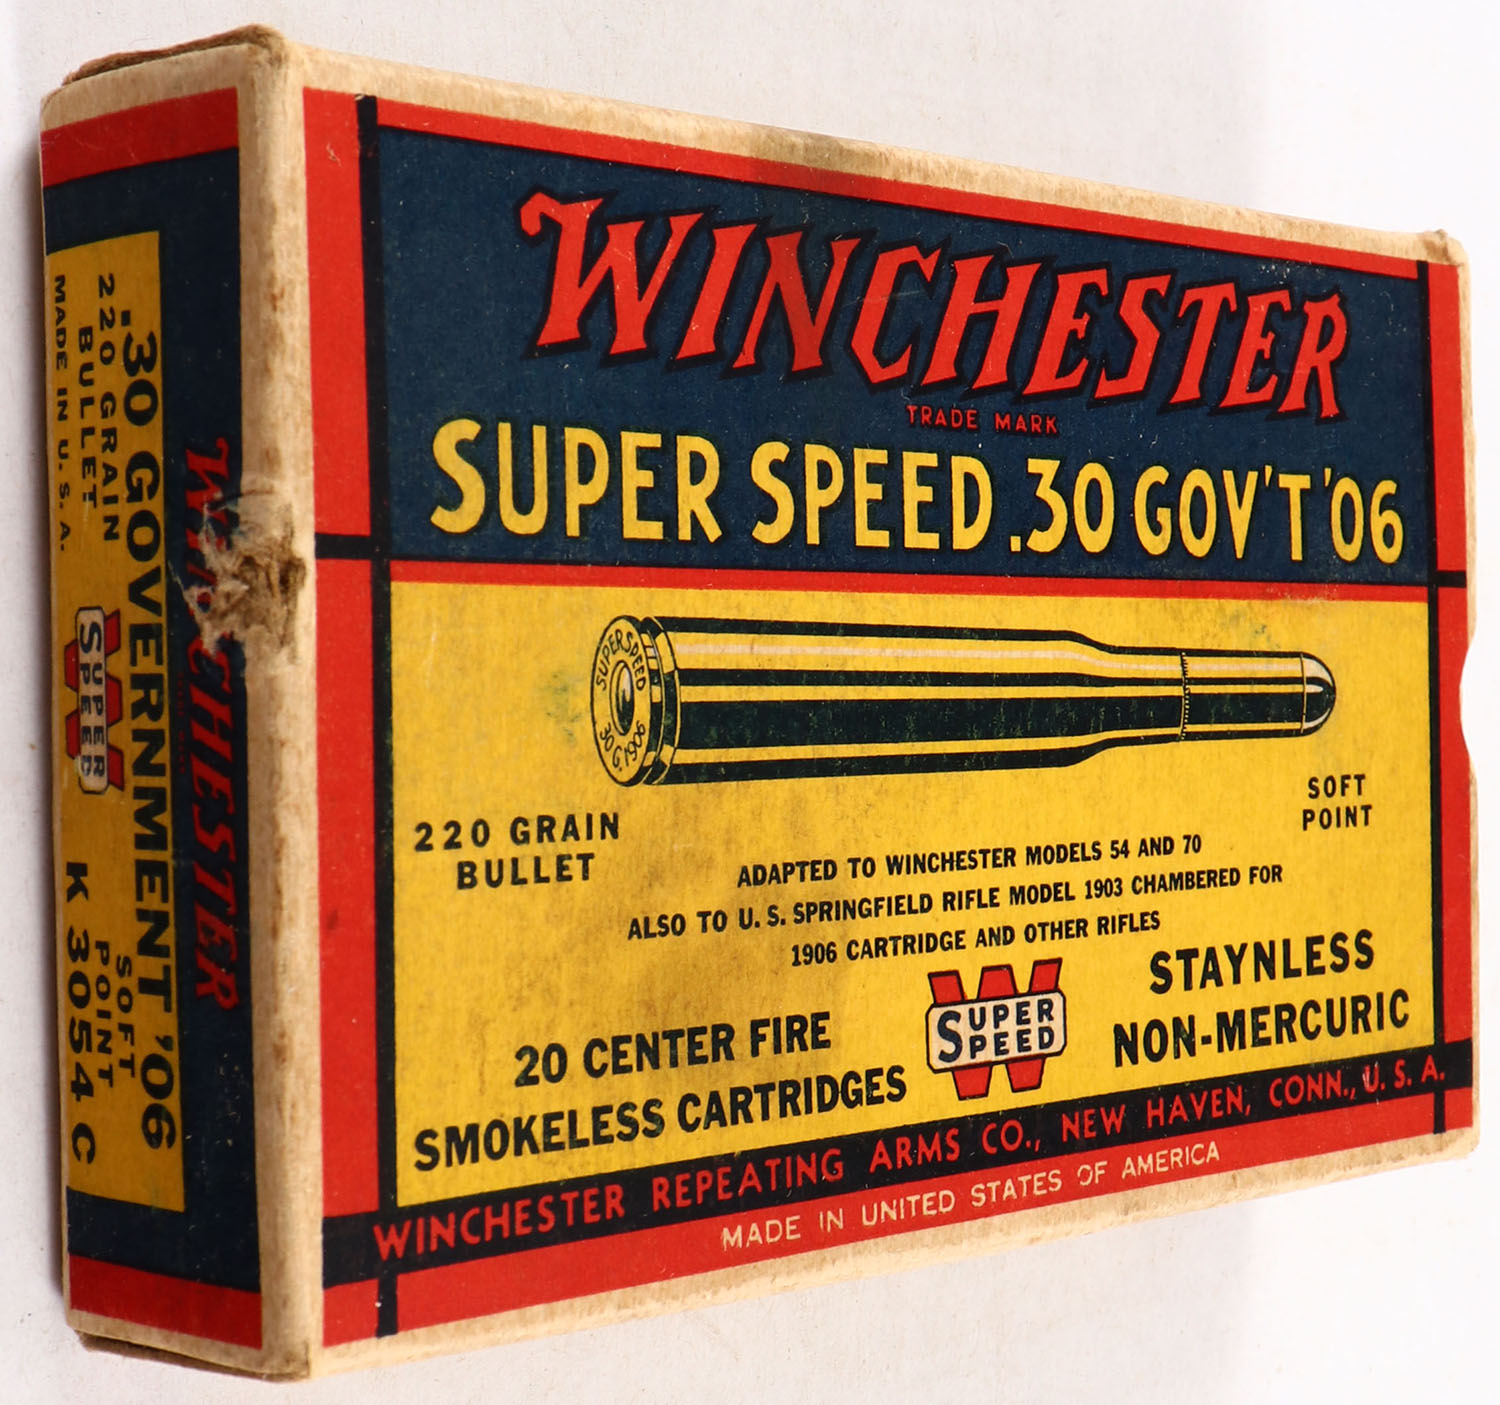 WINCHESTER
TRADE MARK
SUPER SPEED .30 GOV'T '06
SUPER SPEED
30 G. 1906
220 GRAIN
BULLET
SOFT
POINT
ADAPTED TO WINCHESTER MODELS 54 AND 70
ALSO TO U. S. SPRINGFIELD RIFLE MODEL 1903 CHAMBERED FOR
1906 CARTRIDGE AND OTHER RIFLES
20 CENTER FIRE
SMOKELESS CARTRIDGES
W
SUPER
SPEED
STAYNLESS
NON-MERCURIC
WINCHESTER REPEATING ARMS CO., NEW HAVEN, CONN., U. S. A.
MADE IN UNITED STATES OF AMERICA
WINCHESTER
.30 GOVERNMENT '06
220 GRAIN
BULLET
MADE IN U. S. A.
W
SUPER
SPEED
SOFT
POINT
K 3054 C